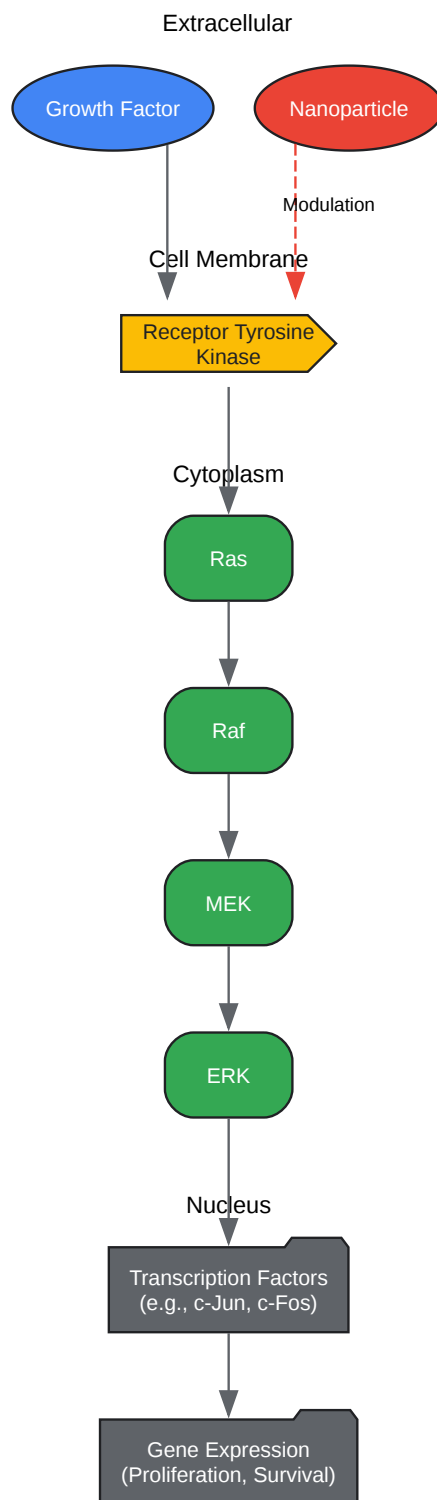 Extracellular
Growth Factor
Nanoparticle
Modulation
Cell Membrane
Receptor Tyrosine
Kinase
Cytoplasm
Ras
Raf
MEK
ERK
Nucleus
Transcription Factors
(e.g., c-Jun, c-Fos)
Gene Expression
(Proliferation, Survival)